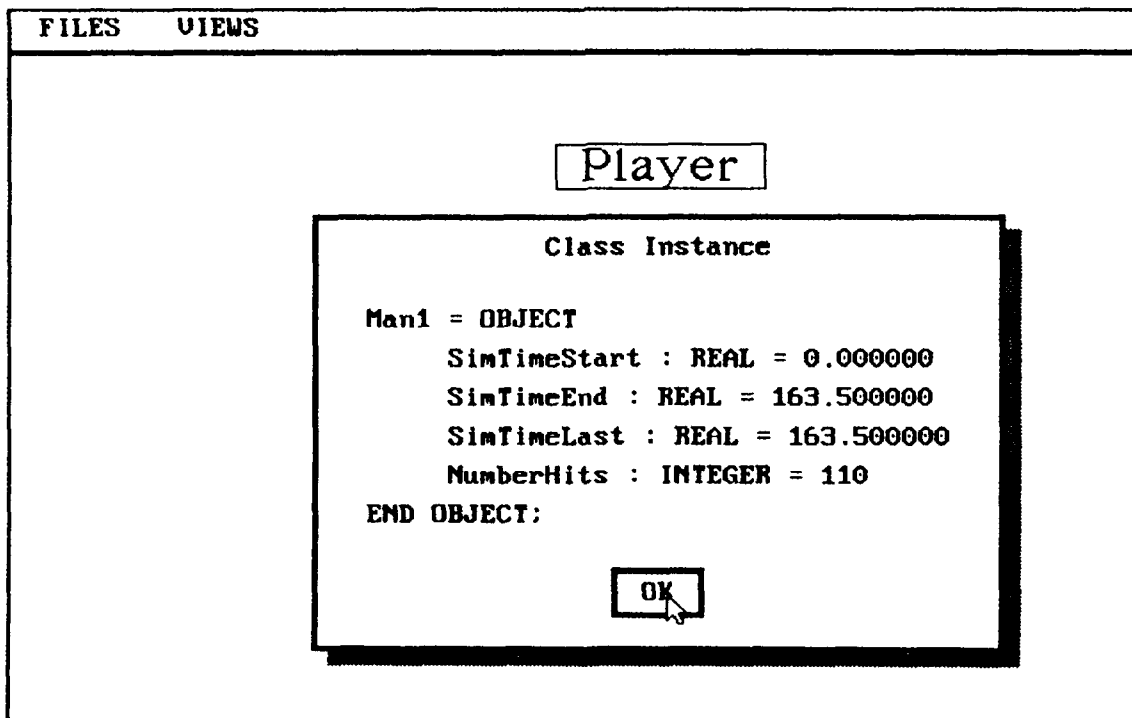 FILES VIEWS
Player
Class Instance
Man1 = OBJECT
SimTimeStart : REAL = 0.000000
SimTimeEnd : REAL = 163.500000
SimTimeLast : REAL = 163.500000
NumberHits : INTEGER = 110
END OBJECT;
OK